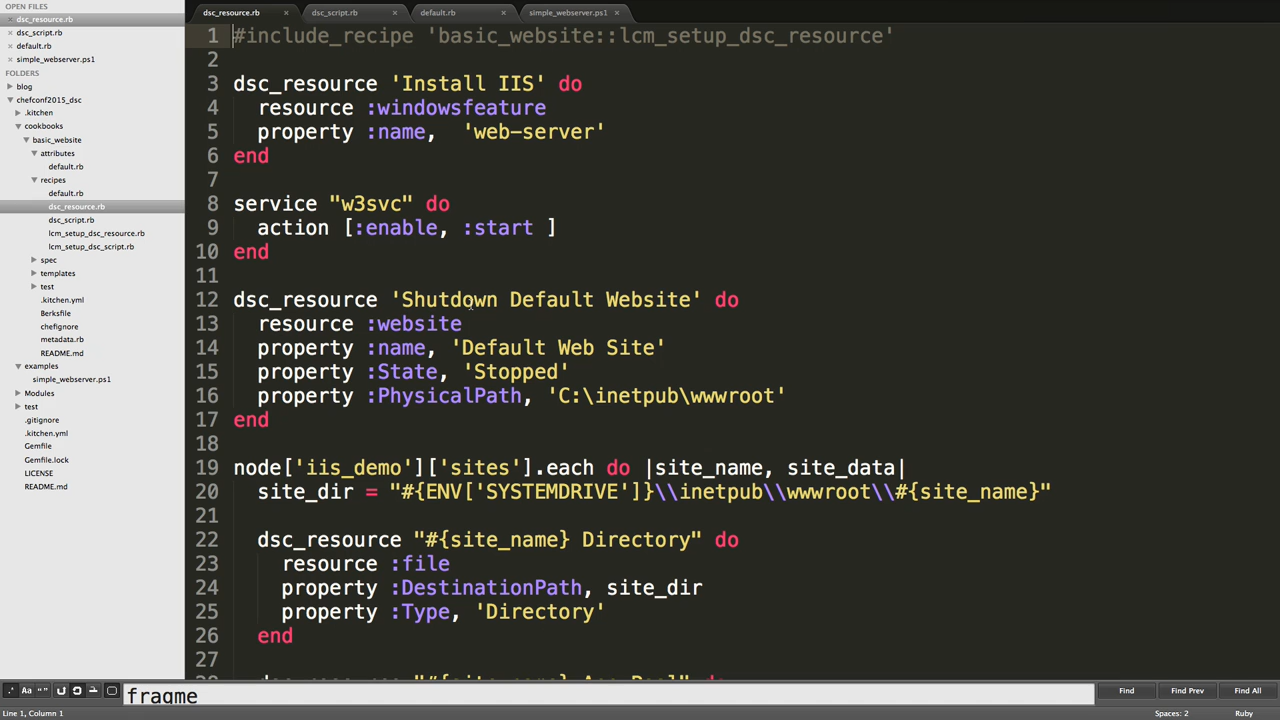 OPEN FILES
dsc_resource.rb
dsc_script.rb
default.rb
simple_webserver.ps1
FOLDERS
blog
chefconf2015_dsc
.kitchen
cookbooks
basic_website
attributes
default.rb
recipes
default.rb
dsc_resource.rb
dsc_script.rb
lcm_setup_dsc_resource.rb
lcm_setup_dsc_script.rb
spec
templates
test
.kitchen.yml
Berksfile
chefignore
metadata.rb
README.md
examples
simple_webserver.ps1
Modules
test
.gitignore
.kitchen.yml
Gemfile
Gemfile.lock
LICENSE
README.md
dsc_resource.rb dsc_script.rb default.rb simple_webserver.ps1
1 #include_recipe 'basic_website::lcm_setup_dsc_resource'
2
3 dsc_resource 'Install IIS' do
4 resource :windowsfeature
5 property :name, 'web-server'
6 end
7
8 service "w3svc" do
9 action [:enable, :start ]
10 end
11
12 dsc_resource 'Shutdown Default Website' do
13 resource :website
14 property :name, 'Default Web Site'
15 property :State, 'Stopped'
16 property :PhysicalPath, 'C:\inetpub\wwwroot'
17 end
18
19 node['iis_demo']['sites'].each do |site_name, site_data|
20 site_dir = "#{ENV['SYSTEMDRIVE']}\\inetpub\\wwwroot\\#{site_name}"
21
22 dsc_resource "#{site_name} Directory" do
23 resource :file
24 property :DestinationPath, site_dir
25 property :Type, 'Directory'
26 end
27
.* Aa "" fragme Find Find Prev Find All
Line 1, Column 1 Spaces: 2 Ruby